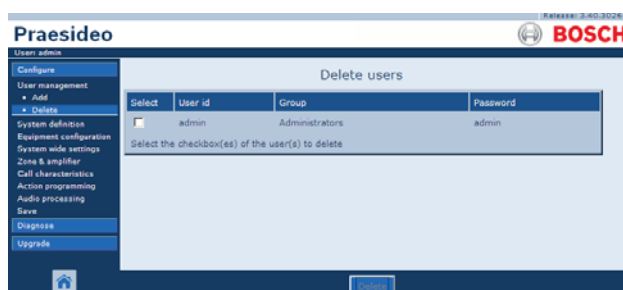 Release: 3.40.3026
Praesideo
BOSCH
User: admin
Configure
User management
Add
Delete
System definition
Equipment configuration
System wide settings
Zone & amplifier
Call characteristics
Action programming
Audio processing
Save
Diagnose
Upgrade
Delete users
Select User id Group Password
admin Administrators admin
Select the checkbox(es) of the user(s) to delete
Delete